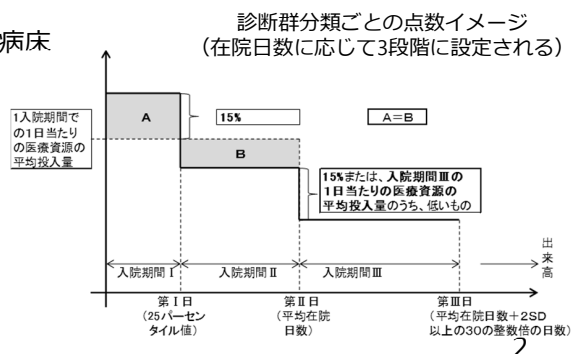 病床
診断群分類ごとの点数イメージ
（在院日数に応じて3段階に設定される）
1入院期間で
の1日当たり
の医療資源の
平均投入量
A
15%
A＝B
B
15%または、入院期間Ⅲの
1日当たりの医療資源の
平均投入量のうち、低いもの
出
来
高
入院期間Ⅰ
入院期間Ⅱ
入院期間Ⅲ
第Ⅰ日
（25パーセン
タイル値）
第Ⅱ日
（平均在院
日数）
第Ⅲ日
（平均在院日数＋2SD
以上の30の整数倍の日数）
2